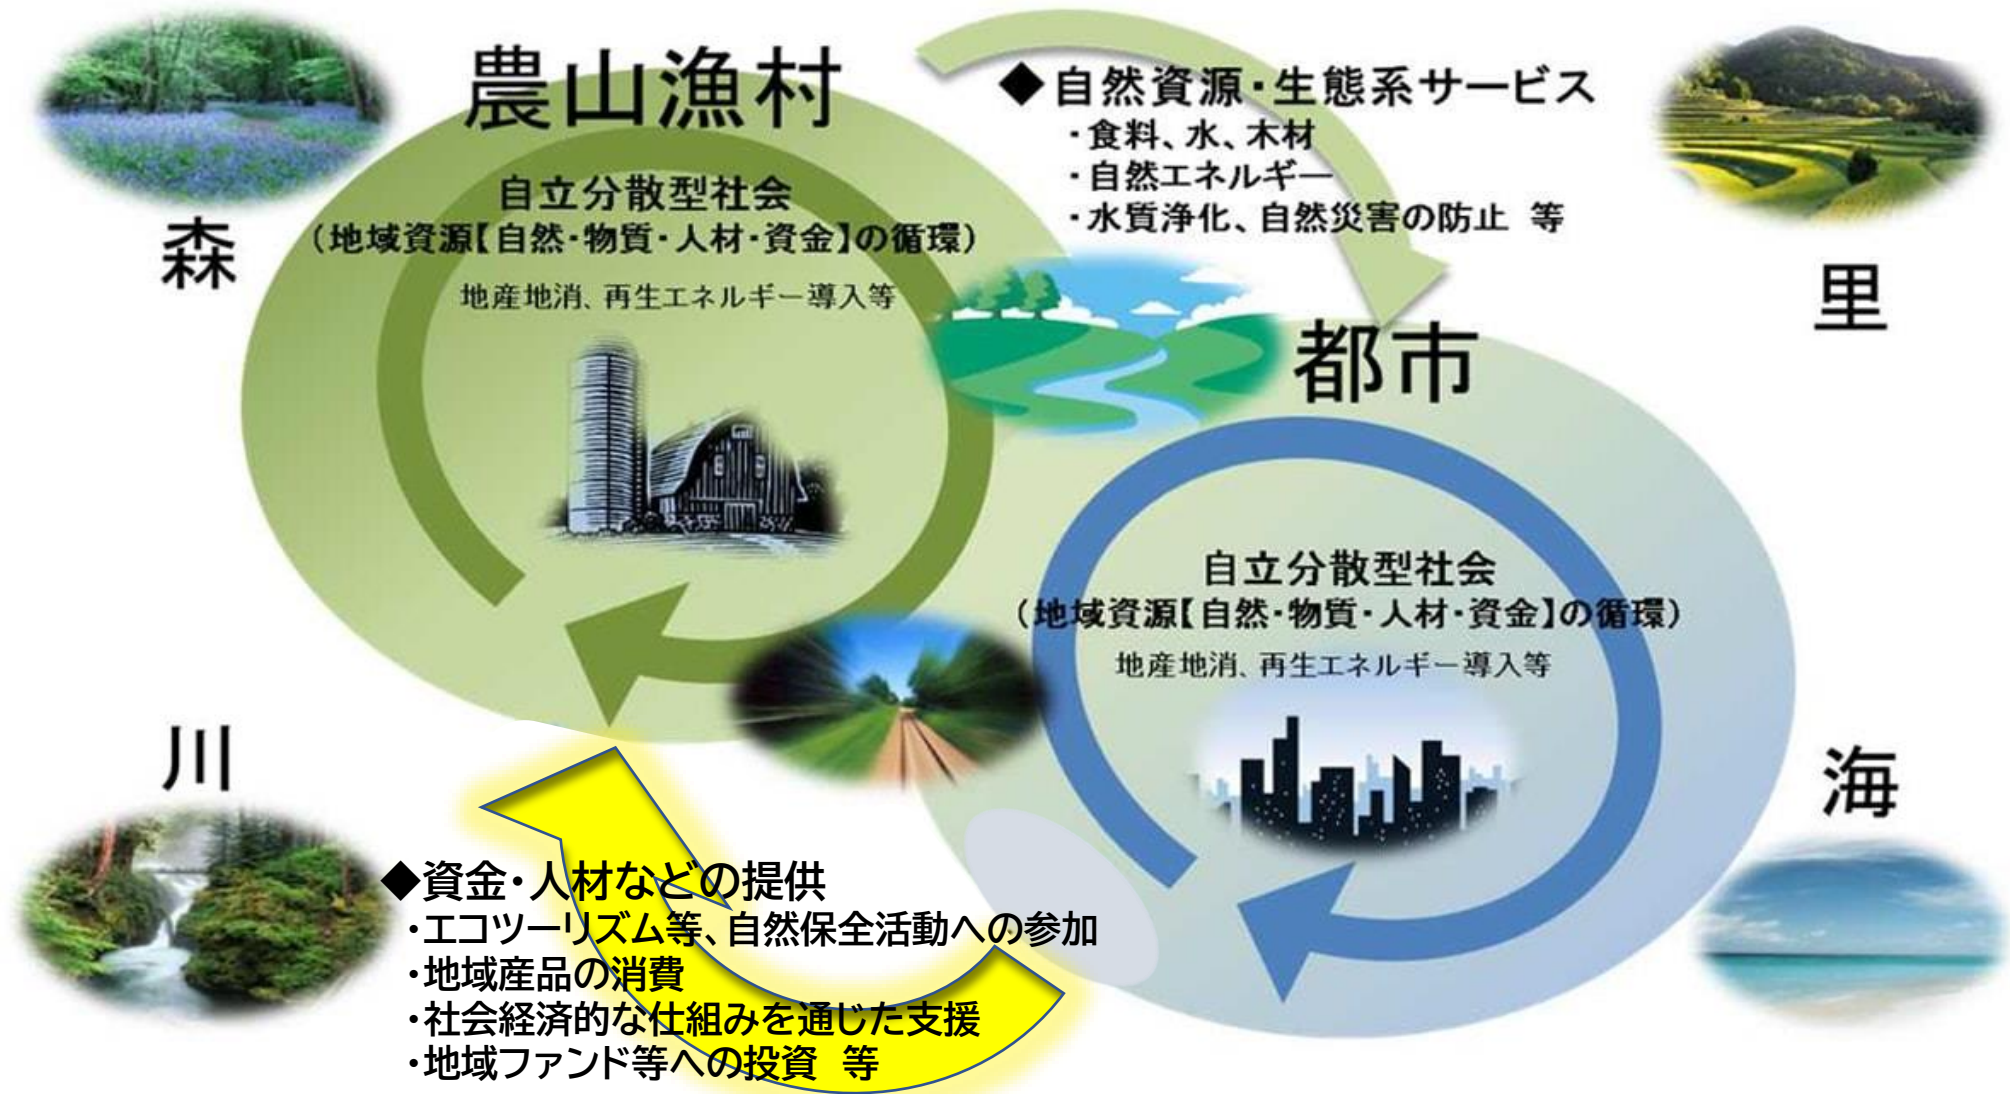 農山漁村
自立分散型社会
(地域資源【自然・物質・人材・資金】の循環)
地産地消、再生エネルギー導入等
◆自然資源・生態系サービス
・食料、水、木材
・自然エネルギー
・水質浄化、自然災害の防止 等
森
里
都市
自立分散型社会
(地域資源【自然・物質・人材・資金】の循環)
地産地消、再生エネルギー導入等
川
海
◆資金・人材などの提供
・エコツーリズム等、自然保全活動への参加
・地域産品の消費
・社会経済的な仕組みを通じた支援
・地域ファンド等への投資 等